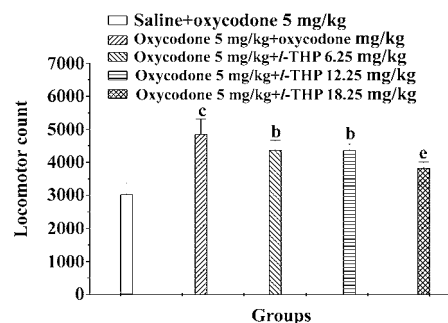 Saline+oxycodone 5 mg/kg
Oxycodone 5 mg/kg+oxycodone mg/kg
Oxycodone 5 mg/kg+/-THP 6.25 mg/kg
Oxycodone 5 mg/kg+/-THP 12.25 mg/kg
Oxycodone 5 mg/kg+/-THP 18.25 mg/kg
7000
6000
5000
4000
3000
2000
1000
0
Locomotor count
c
b
b
e
Groups